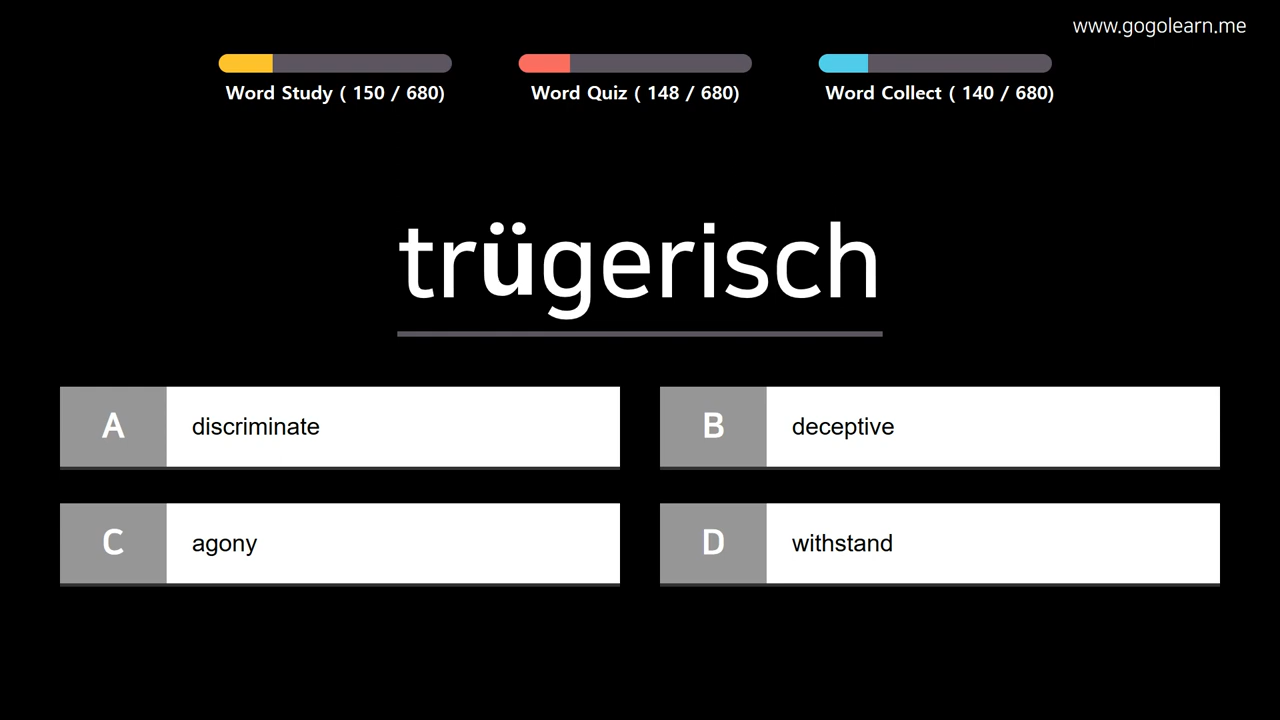 www.gogolearn.me
Word Study ( 150 / 680)
Word Quiz ( 148 / 680)
Word Collect ( 140 / 680)
trügerisch
A discriminate
B deceptive
C agony
D withstand